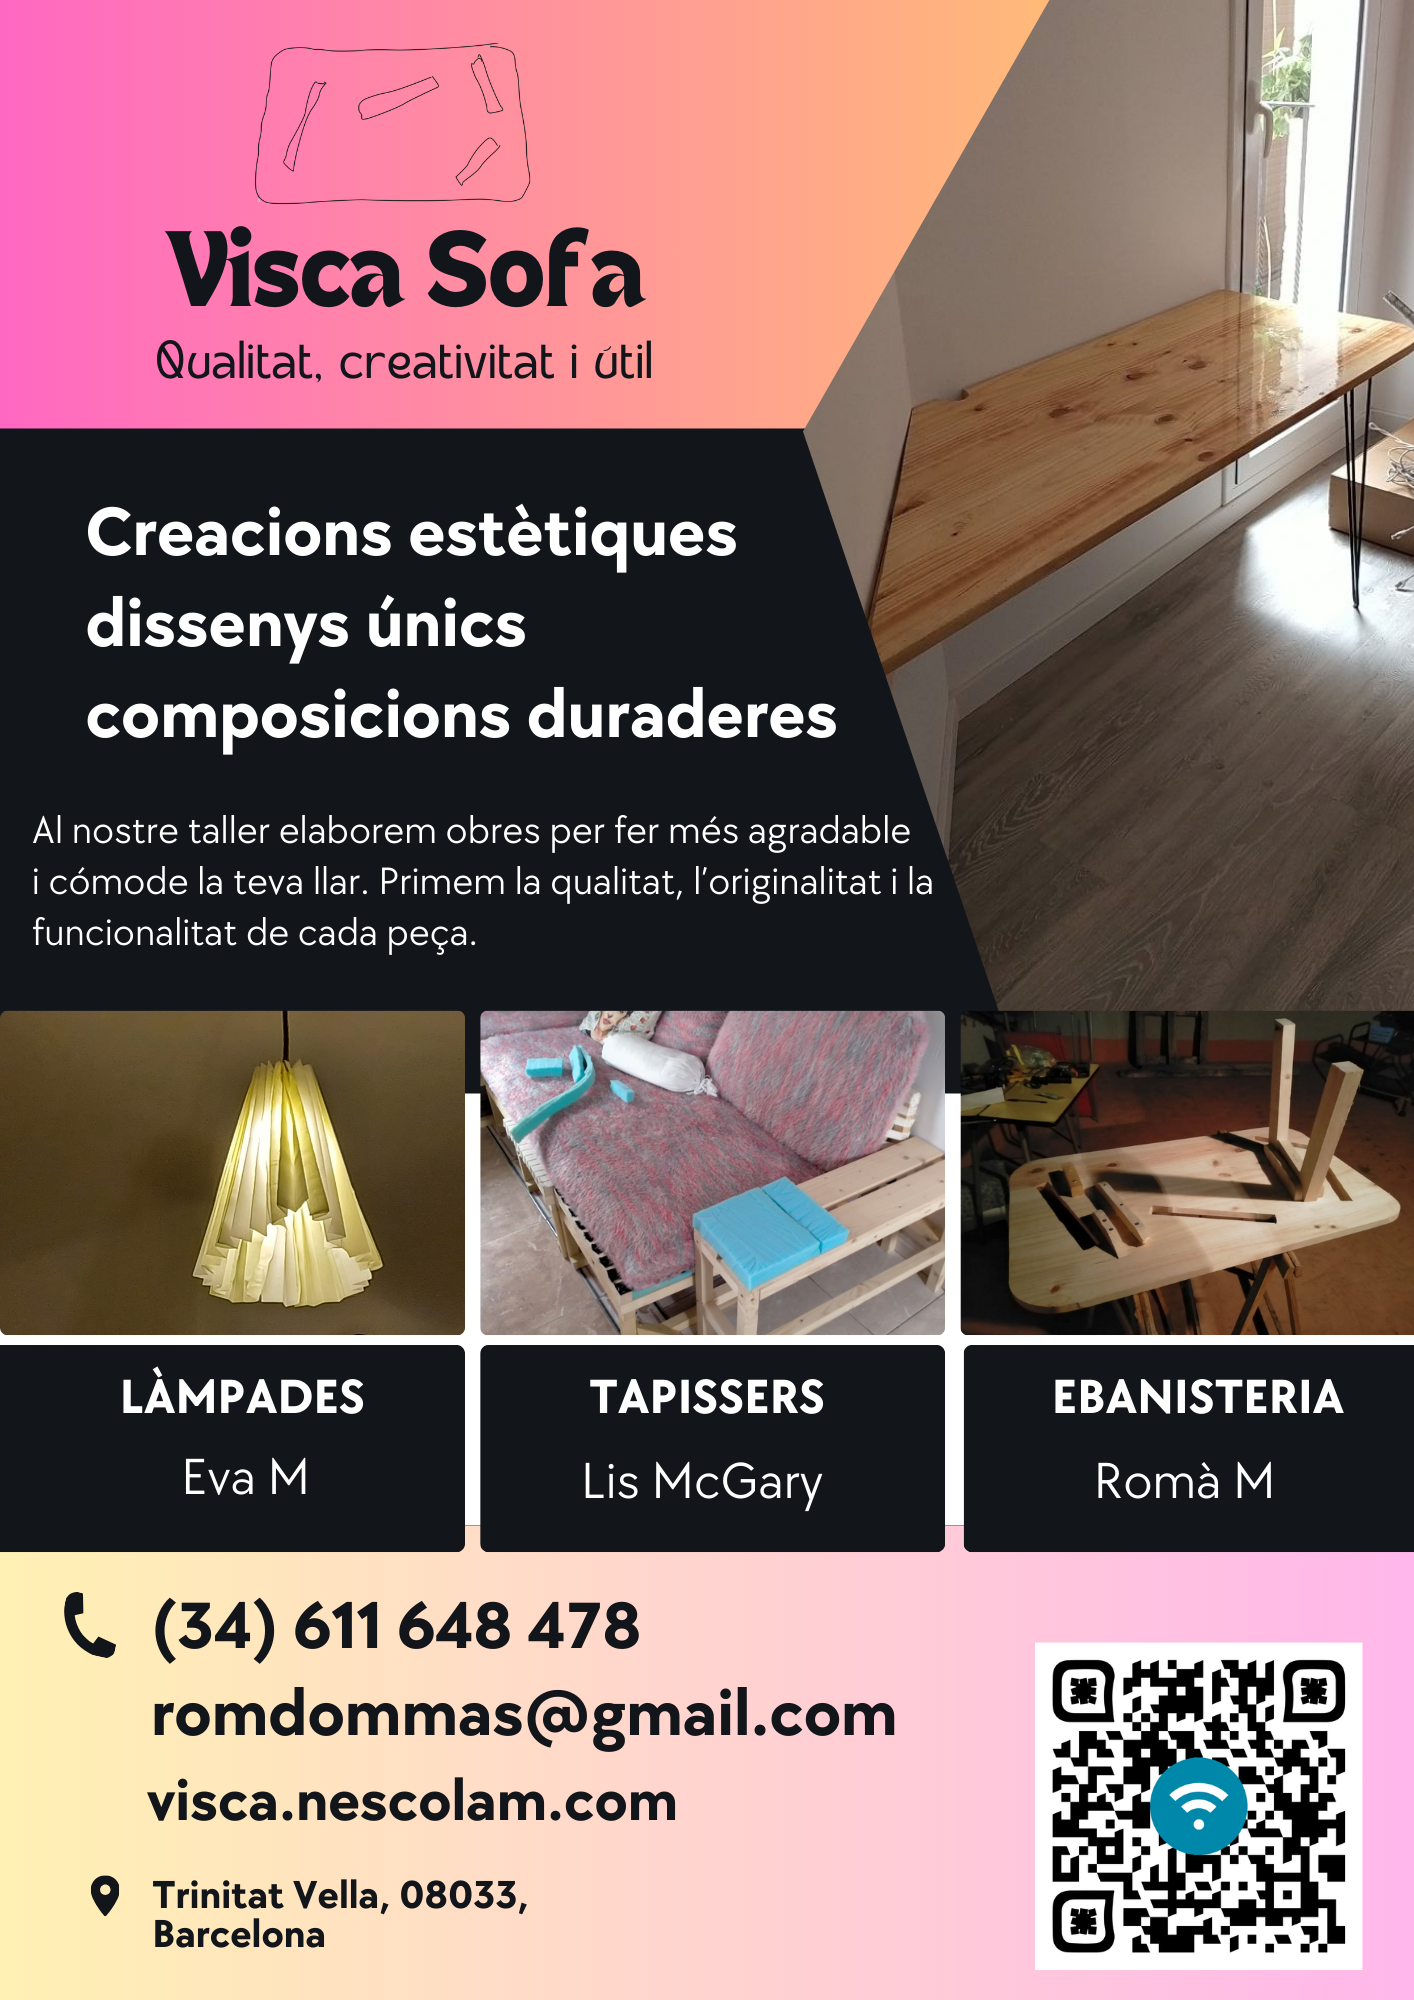 Visca Sofa
Qualitat, creativitat i útil
Creacions estètiques
dissenys únics
composicions duraderes
Al nostre taller elaborem obres per fer més agradable
i cómode la teva llar. Primem la qualitat, l’originalitat i la
funcionalitat de cada peça.
LÀMPADES
Eva M
TAPISSERS
Lis McGary
EBANISTERIA
Romà M
(34) 611 648 478
romdommas@gmail.com
visca.nescolam.com
Trinitat Vella, 08033,
Barcelona